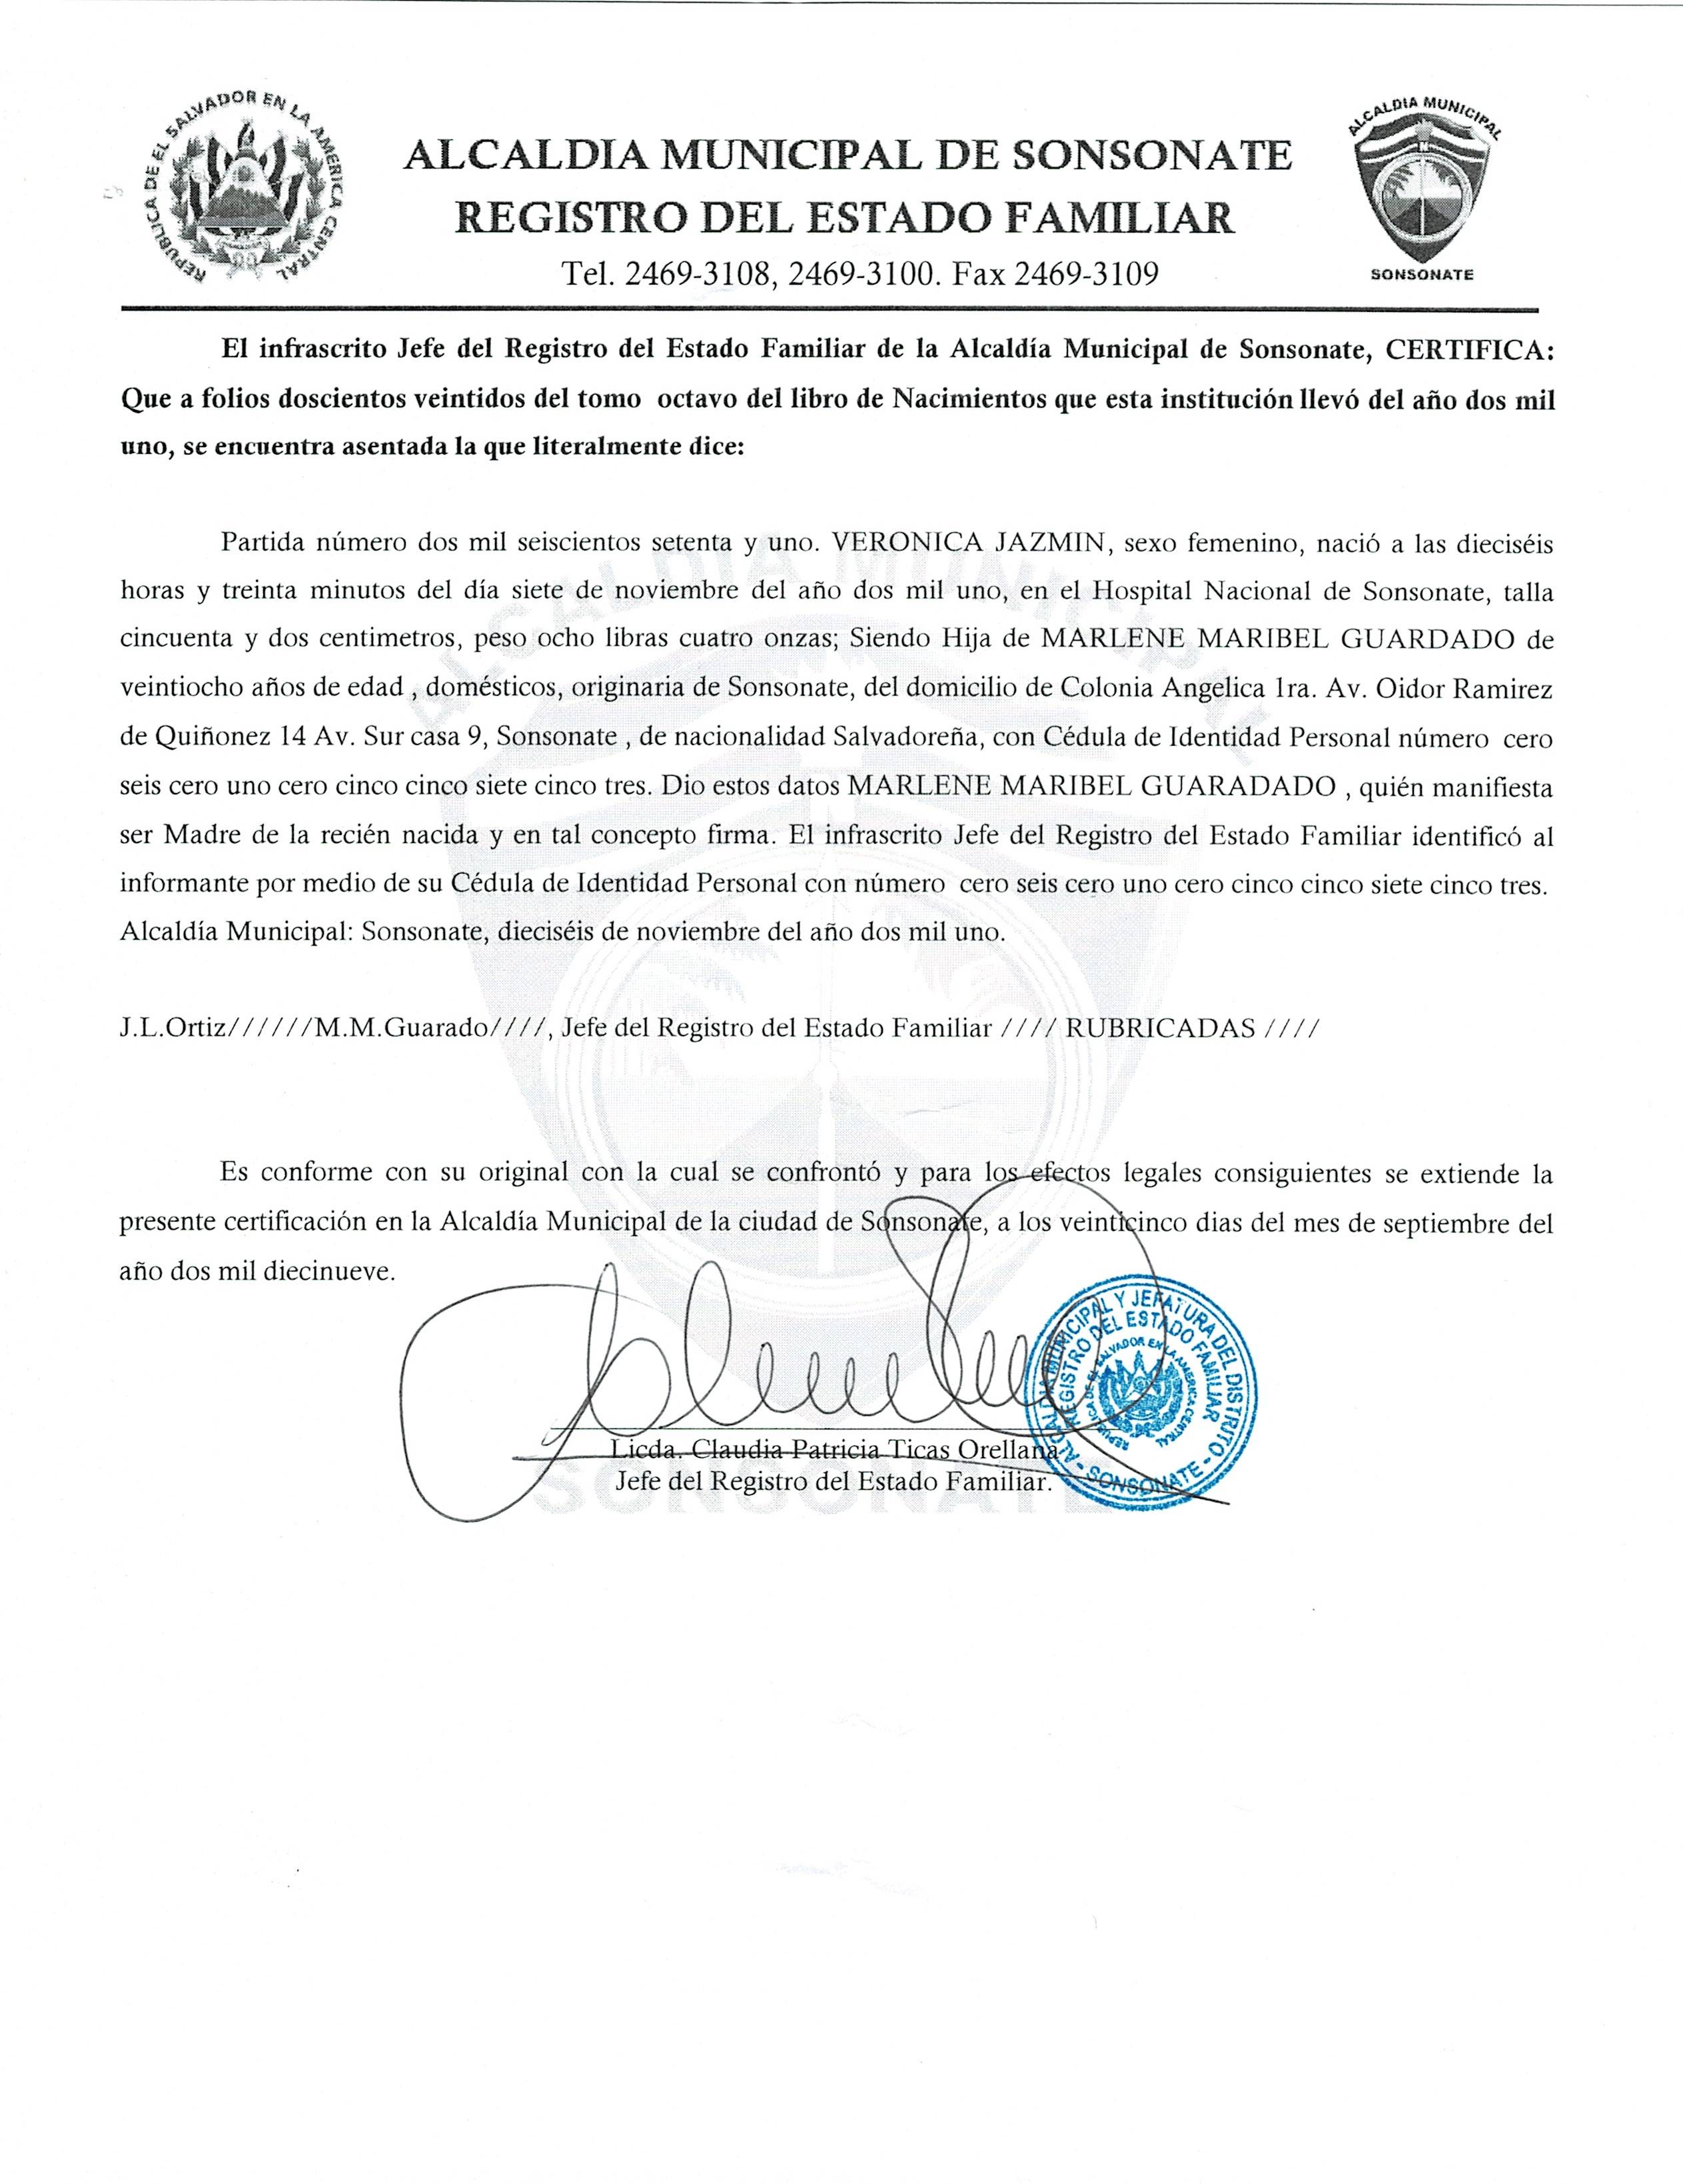 REPUBLICA DE EL SALVADOR EN LA AMERICA CENTRAL
ALCALDIA MUNICIPAL DE SONSONATE
REGISTRO DEL ESTADO FAMILIAR
Tel. 2469-3108, 2469-3100. Fax 2469-3109
ALCALDIA MUNICIPAL
SONSONATE
El infrascrito Jefe del Registro del Estado Familiar de la Alcaldía Municipal de Sonsonate, CERTIFICA:
Que a folios doscientos veintidos del tomo octavo del libro de Nacimientos que esta institución llevó del año dos mil
uno, se encuentra asentada la que literalmente dice:
Partida número dos mil seiscientos setenta y uno. VERONICA JAZMIN, sexo femenino, nació a las dieciséis
horas y treinta minutos del día siete de noviembre del año dos mil uno, en el Hospital Nacional de Sonsonate, talla
cincuenta y dos centimetros, peso ocho libras cuatro onzas; Siendo Hija de MARLENE MARIBEL GUARDADO de
veintiocho años de edad , domésticos, originaria de Sonsonate, del domicilio de Colonia Angelica 1ra. Av. Oidor Ramirez
de Quiñonez 14 Av. Sur casa 9, Sonsonate , de nacionalidad Salvadoreña, con Cédula de Identidad Personal número cero
seis cero uno cero cinco cinco siete cinco tres. Dio estos datos MARLENE MARIBEL GUARADADO , quién manifiesta
ser Madre de la recién nacida y en tal concepto firma. El infrascrito Jefe del Registro del Estado Familiar identificó al
informante por medio de su Cédula de Identidad Personal con número cero seis cero uno cero cinco cinco siete cinco tres.
Alcaldía Municipal: Sonsonate, dieciséis de noviembre del año dos mil uno.
J.L.Ortiz//////M.M.Guarado////, Jefe del Registro del Estado Familiar //// RUBRICADAS ////
Es conforme con su original con la cual se confrontó y para los efectos legales consiguientes se extiende la
presente certificación en la Alcaldía Municipal de la ciudad de Sonsonate, a los veinticinco dias del mes de septiembre del
año dos mil diecinueve.
Licda. Claudia Patricia Ticas Orellana
Jefe del Registro del Estado Familiar.
ALCALDIA MUNICIPAL Y JEFATURA DEL DISTRITO
REGISTRO DEL ESTADO FAMILIAR
REPUBLICA DE EL SALVADOR EN LA AMERICA CENTRAL
- SONSONATE -
ALCALDIA MUNICIPAL
SONSONATE